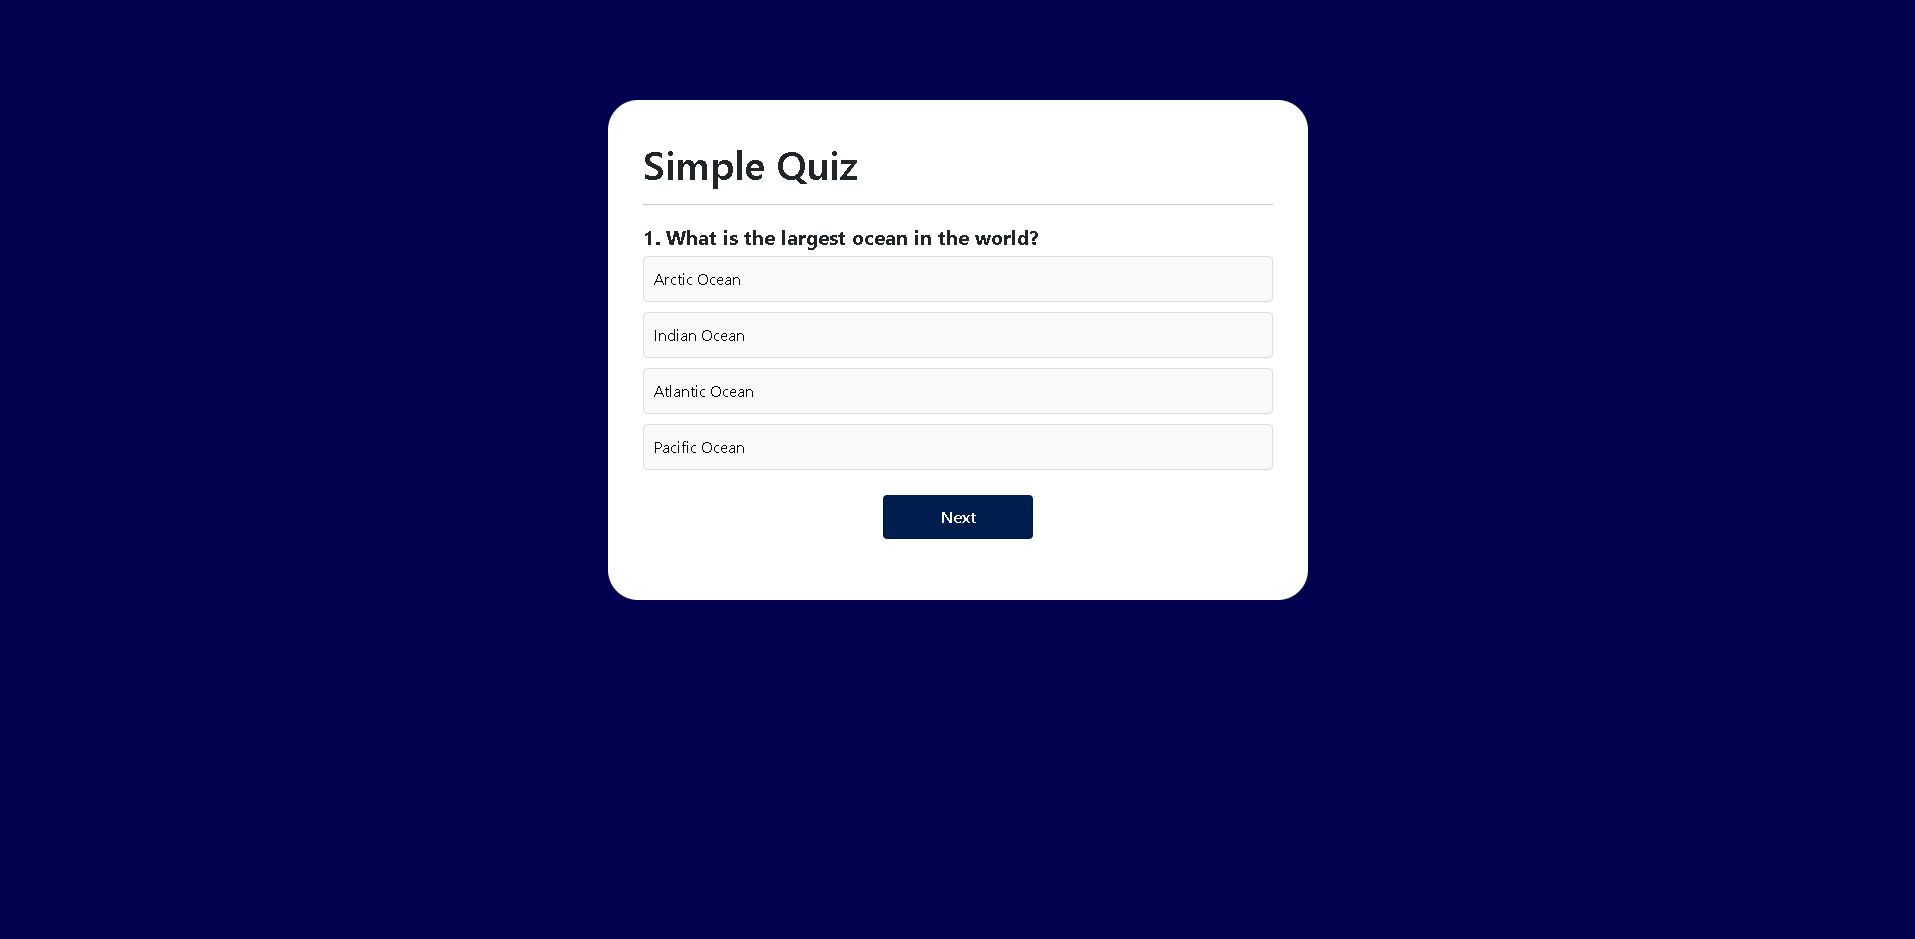 Simple Quiz
1. What is the largest ocean in the world?
Arctic Ocean
Indian Ocean
Atlantic Ocean
Pacific Ocean
Next